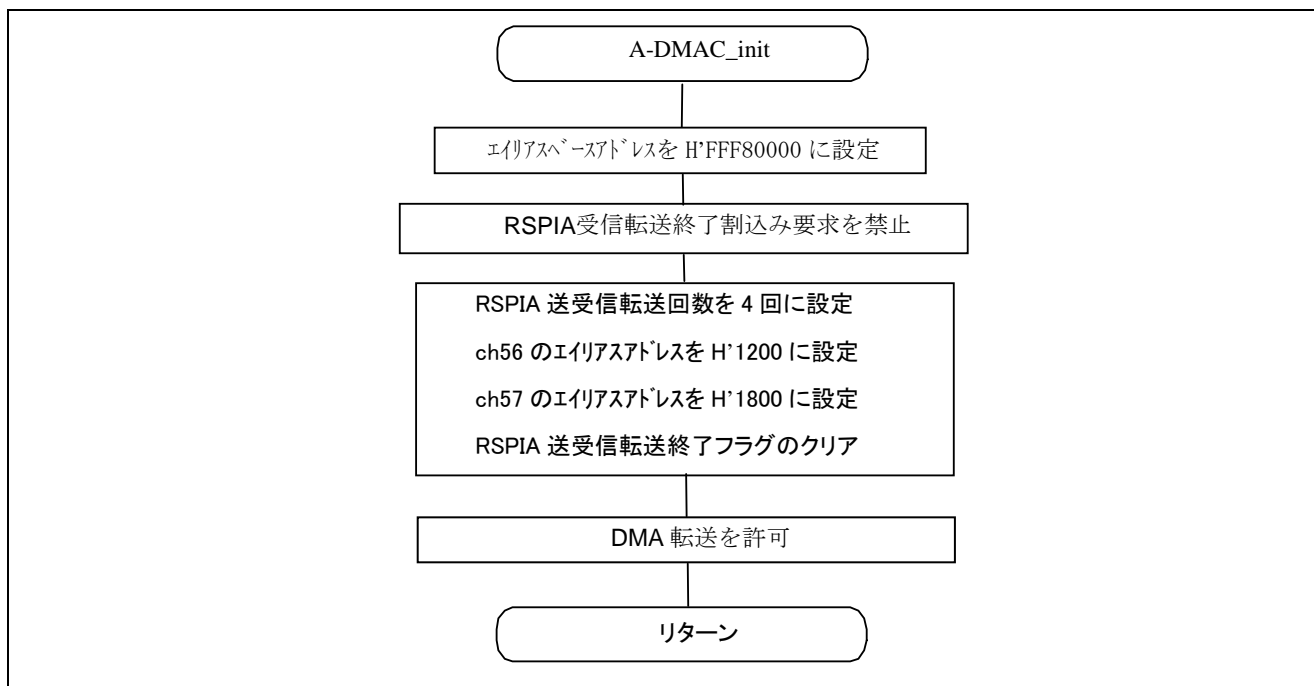 A-DMAC_init
ｴｲﾘｱｽﾍﾞｰｽｱﾄﾞﾚｽを H'FFF80000 に設定
RSPIA受信転送終了割込み要求を禁止
RSPIA 送受信転送回数を 4 回に設定
ch56 のｴｲﾘｱｽｱﾄﾞﾚｽを H’1200 に設定
ch57 のｴｲﾘｱｽｱﾄﾞﾚｽを H’1800 に設定
RSPIA 送受信転送終了フラグのクリア
DMA 転送を許可
リターン